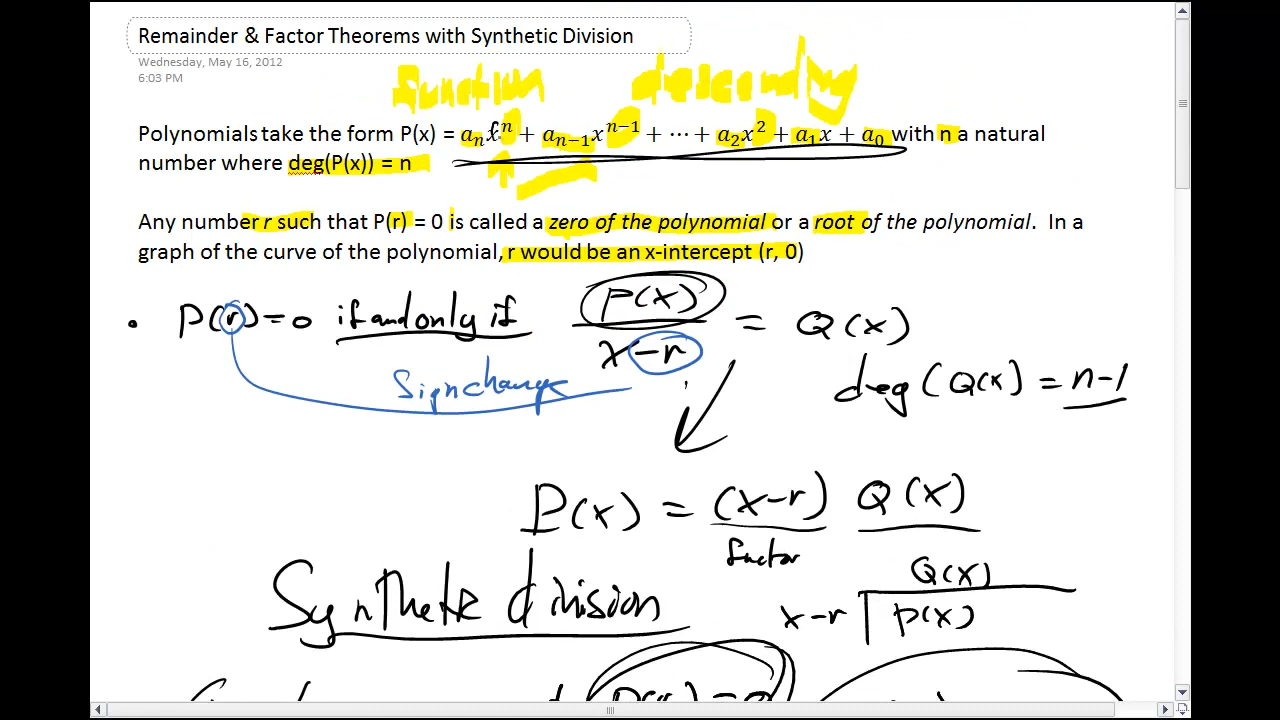 Remainder & Factor Theorems with Synthetic Division
Wednesday, May 16, 2012
6:03 PM
function descending
Polynomials take the form P(x) = aₙxⁿ + aₙ₋₁xⁿ⁻¹ + ⋯ + a₂x² + a₁x + a₀ with n a natural
number where deg(P(x)) = n
Any number r such that P(r) = 0 is called a zero of the polynomial or a root of the polynomial. In a
graph of the curve of the polynomial, r would be an x-intercept (r, 0)
• P(r)=0 if and only if P(x) / x-r = Q(x)
Sign change
deg(Q(x)) = n-1
P(x) = (x-r) Q(x)
factor
Synthetic division
Q(x)
x-r P(x)
P(r)=0